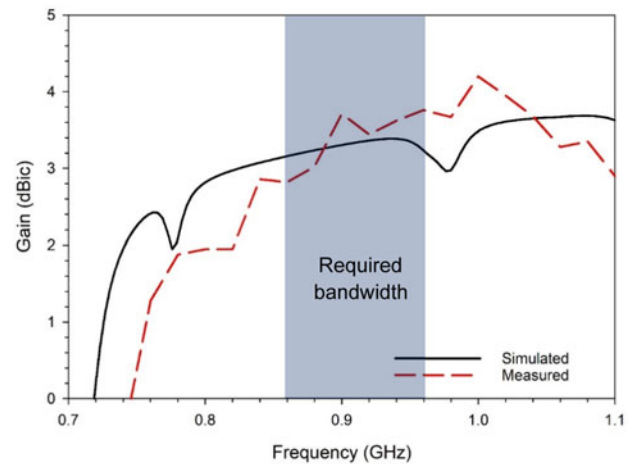 5
4
3
2
1
0
Gain (dBic)
Required
bandwidth
Simulated
Measured
0.7
0.8
0.9
1.0
1.1
Frequency (GHz)